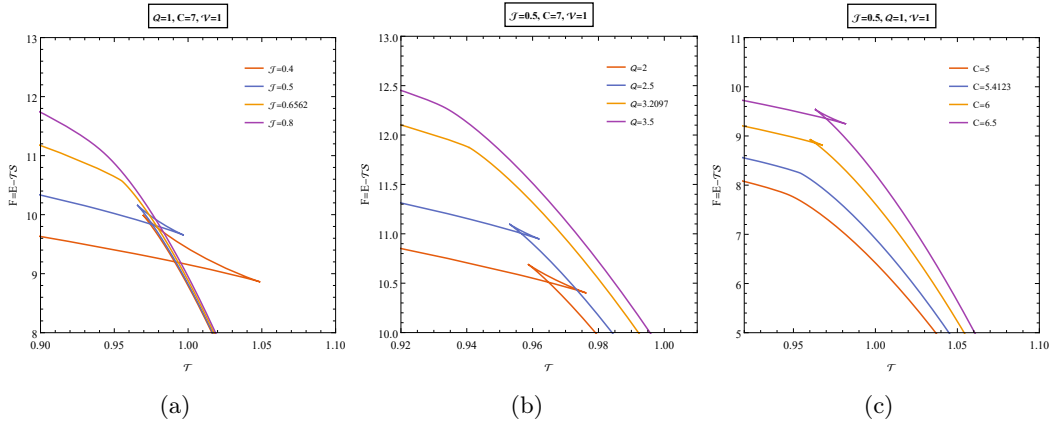 𝒬=1, C=7, 𝒱=1
13
12
11
10
9
8
F=E-𝒯S
𝒥=0.4
𝒥=0.5
𝒥=0.6562
𝒥=0.8
0.90 0.95 1.00 1.05 1.10
𝒯
(a)
𝒥=0.5, C=7, 𝒱=1
13.0
12.5
12.0
11.5
11.0
10.5
10.0
F=E-𝒯S
𝒬=2
𝒬=2.5
𝒬=3.2097
𝒬=3.5
0.92 0.94 0.96 0.98 1.00
𝒯
(b)
𝒥=0.5, 𝒬=1, 𝒱=1
11
10
9
8
7
6
5
F=E-𝒯S
C=5
C=5.4123
C=6
C=6.5
0.95 1.00 1.05 1.10
𝒯
(c)